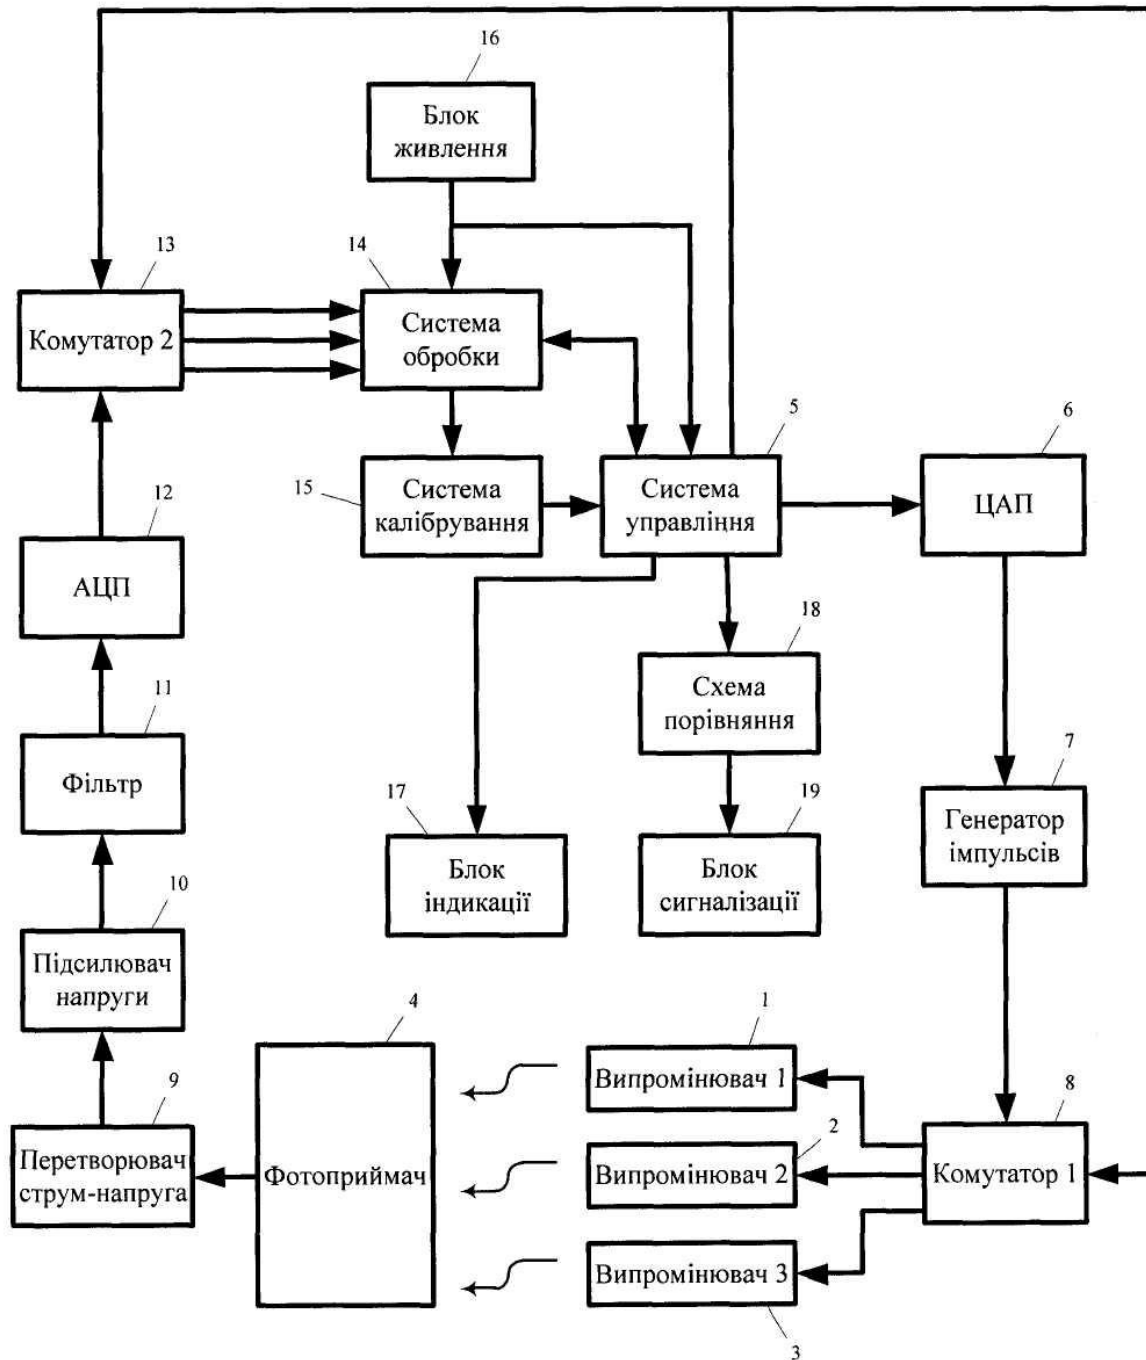 16
Блок
живлення
13
Комутатор 2
14
Система
обробки
15
Система
калібрування
5
Система
управління
6
ЦАП
12
АЦП
18
Схема
порівняння
11
Фільтр
7
Генератор
імпульсів
17
Блок
індикації
19
Блок
сигналізації
10
Підсилювач
напруги
4
Фотоприймач
1
Випромінювач 1
2
Випромінювач 2
Випромінювач 3
3
8
Комутатор 1
9
Перетворювач
струм-напруга